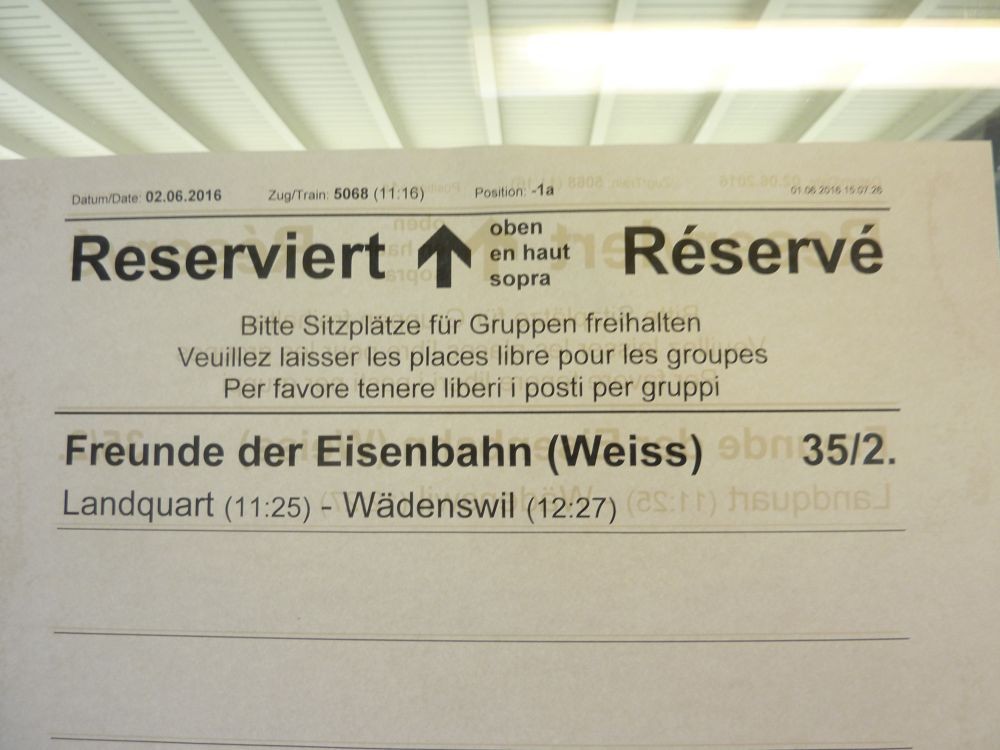 Datum/Date: 02.06.2016 Zug/Train: 5068 (11:16) Position: -1a 01.06.2016 15:07:26
Reserviert oben Réservé
en haut
sopra
Bitte Sitzplätze für Gruppen freihalten
Veuillez laisser les places libre pour les groupes
Per favore tenere liberi i posti per gruppi
Freunde der Eisenbahn (Weiss) 35/2.
Landquart (11:25) - Wädenswil (12:27)